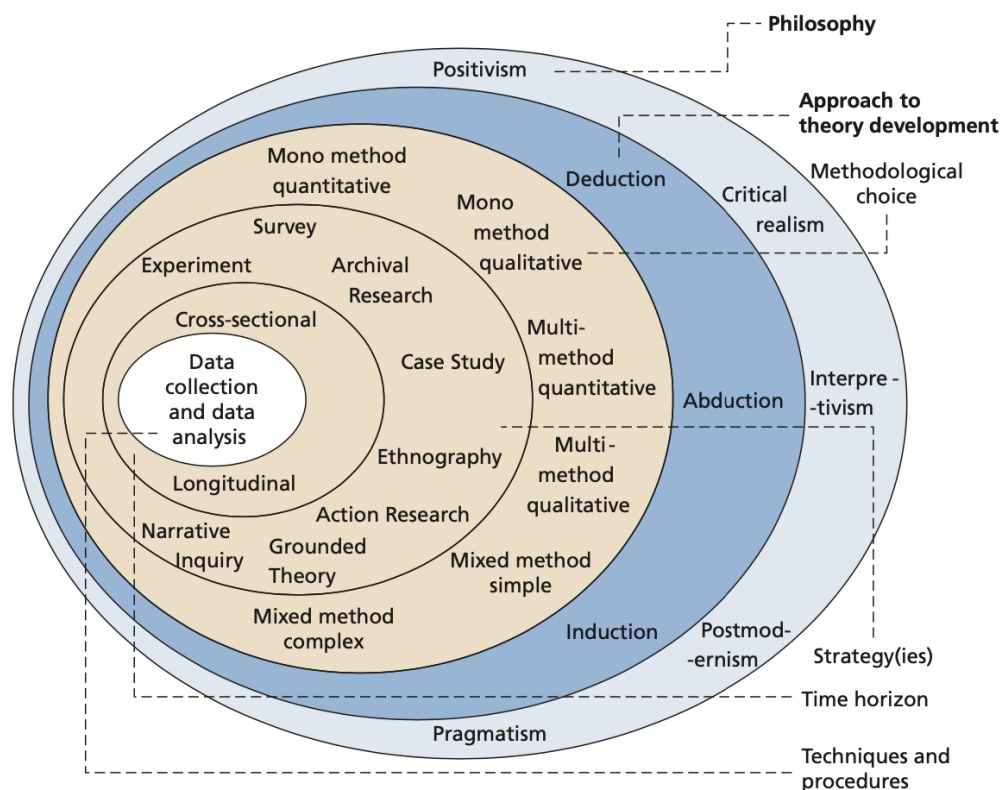 Philosophy
Positivism
Approach to
theory development
Mono method
quantitative
Deduction
Methodological
choice
Critical
realism
Mono
method
qualitative
Survey
Experiment
Archival
Research
Cross-sectional
Multi-
method
quantitative
Data
collection
and data
analysis
Case Study
Abduction
Interpre-
-tivism
Multi-
method
qualitative
Ethnography
Longitudinal
Action Research
Narrative
Inquiry
Grounded
Theory
Mixed method
simple
Mixed method
complex
Induction
Postmod-
-ernism
Strategy(ies)
Time horizon
Pragmatism
Techniques and
procedures